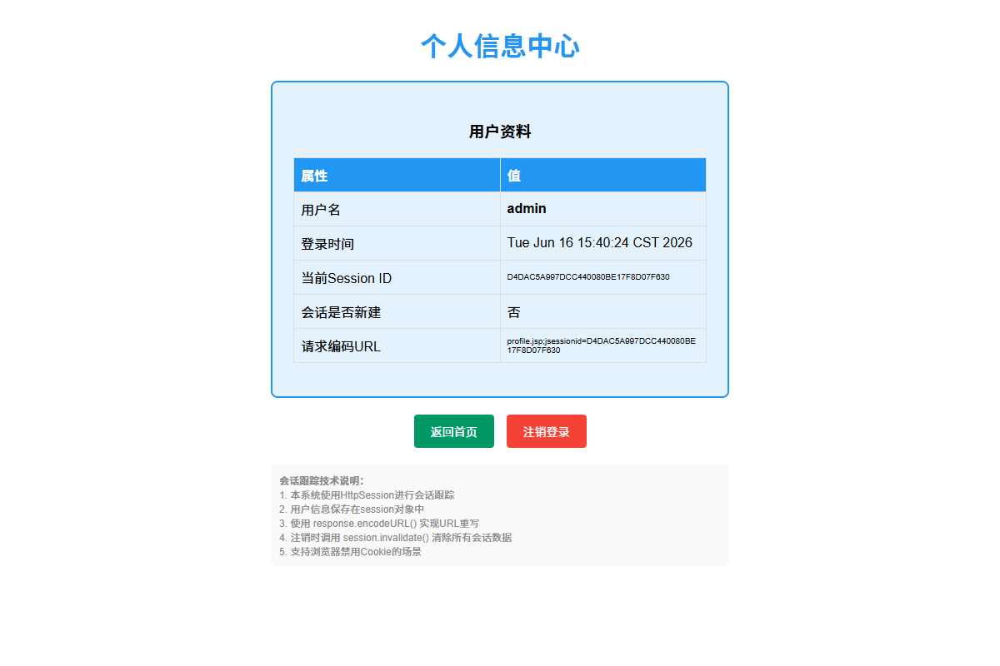 个人信息中心
用户资料
属性 值
用户名 admin
登录时间 Tue Jun 16 15:40:24 CST 2026
当前Session ID D4DAC5A997DCC440080BE17F8D07F630
会话是否新建 否
请求编码URL profile.jsp;jsessionid=D4DAC5A997DCC440080BE
17F8D07F630
返回首页 注销登录
会话跟踪技术说明：
1. 本系统使用HttpSession进行会话跟踪
2. 用户信息保存在session对象中
3. 使用 response.encodeURL() 实现URL重写
4. 注销时调用 session.invalidate() 清除所有会话数据
5. 支持浏览器禁用Cookie的场景